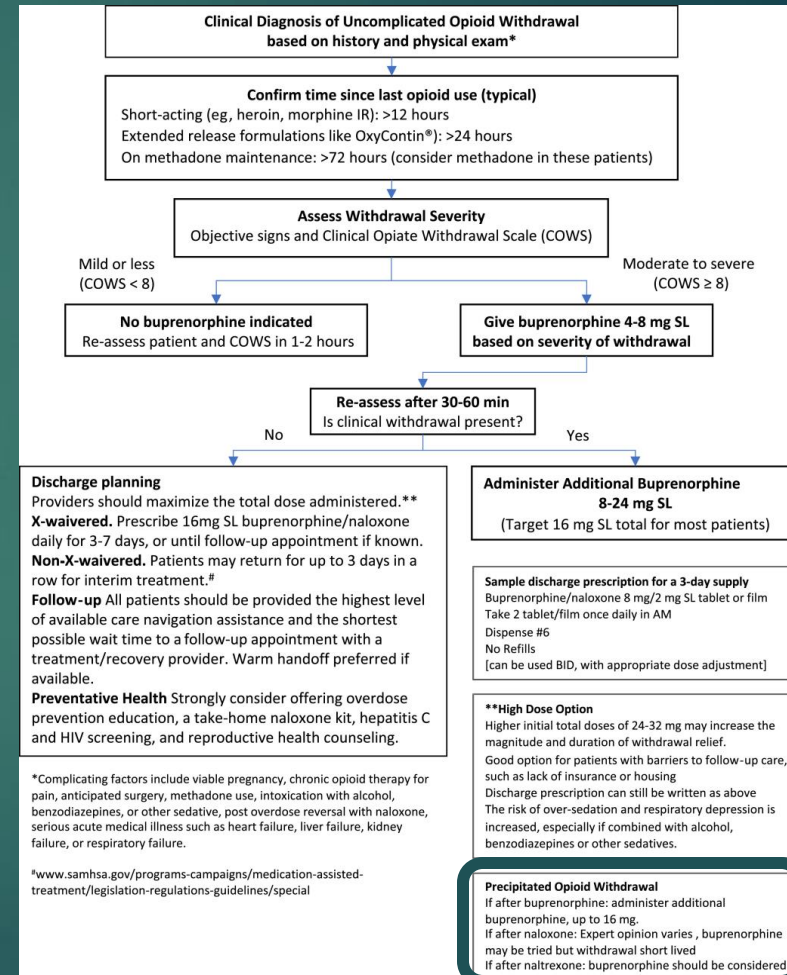 Clinical Diagnosis of Uncomplicated Opioid Withdrawal
based on history and physical exam*
Confirm time since last opioid use (typical)
Short-acting (eg, heroin, morphine IR): >12 hours
Extended release formulations like OxyContin®): >24 hours
On methadone maintenance: >72 hours (consider methadone in these patients)
Assess Withdrawal Severity
Objective signs and Clinical Opiate Withdrawal Scale (COWS)
Mild or less
(COWS < 8)
Moderate to severe
(COWS ≥ 8)
No buprenorphine indicated
Re-assess patient and COWS in 1-2 hours
Give buprenorphine 4-8 mg SL
based on severity of withdrawal
Re-assess after 30-60 min
Is clinical withdrawal present?
No
Yes
Discharge planning
Providers should maximize the total dose administered.**
X-waivered. Prescribe 16mg SL buprenorphine/naloxone
daily for 3-7 days, or until follow-up appointment if known.
Non-X-waivered. Patients may return for up to 3 days in a
row for interim treatment.#
Follow-up All patients should be provided the highest level
of available care navigation assistance and the shortest
possible wait time to a follow-up appointment with a
treatment/recovery provider. Warm handoff preferred if
available.
Preventative Health Strongly consider offering overdose
prevention education, a take-home naloxone kit, hepatitis C
and HIV screening, and reproductive health counseling.
Administer Additional Buprenorphine
8-24 mg SL
(Target 16 mg SL total for most patients)
Sample discharge prescription for a 3-day supply
Buprenorphine/naloxone 8 mg/2 mg SL tablet or film
Take 2 tablet/film once daily in AM
Dispense #6
No Refills
[can be used BID, with appropriate dose adjustment]
**High Dose Option
Higher initial total doses of 24-32 mg may increase the
magnitude and duration of withdrawal relief.
Good option for patients with barriers to follow-up care,
such as lack of insurance or housing
Discharge prescription can still be written as above
The risk of over-sedation and respiratory depression is
increased, especially if combined with alcohol,
benzodiazepines or other sedatives.
*Complicating factors include viable pregnancy, chronic opioid therapy for
pain, anticipated surgery, methadone use, intoxication with alcohol,
benzodiazepines, or other sedative, post overdose reversal with naloxone,
serious acute medical illness such as heart failure, liver failure, kidney
failure, or respiratory failure.
#www.samhsa.gov/programs-campaigns/medication-assisted-
treatment/legislation-regulations-guidelines/special
Precipitated Opioid Withdrawal
If after buprenorphine: administer additional
buprenorphine, up to 16 mg.
If after naloxone: Expert opinion varies , buprenorphine
may be tried but withdrawal short lived
If after naltrexone: buprenorphine should be considered